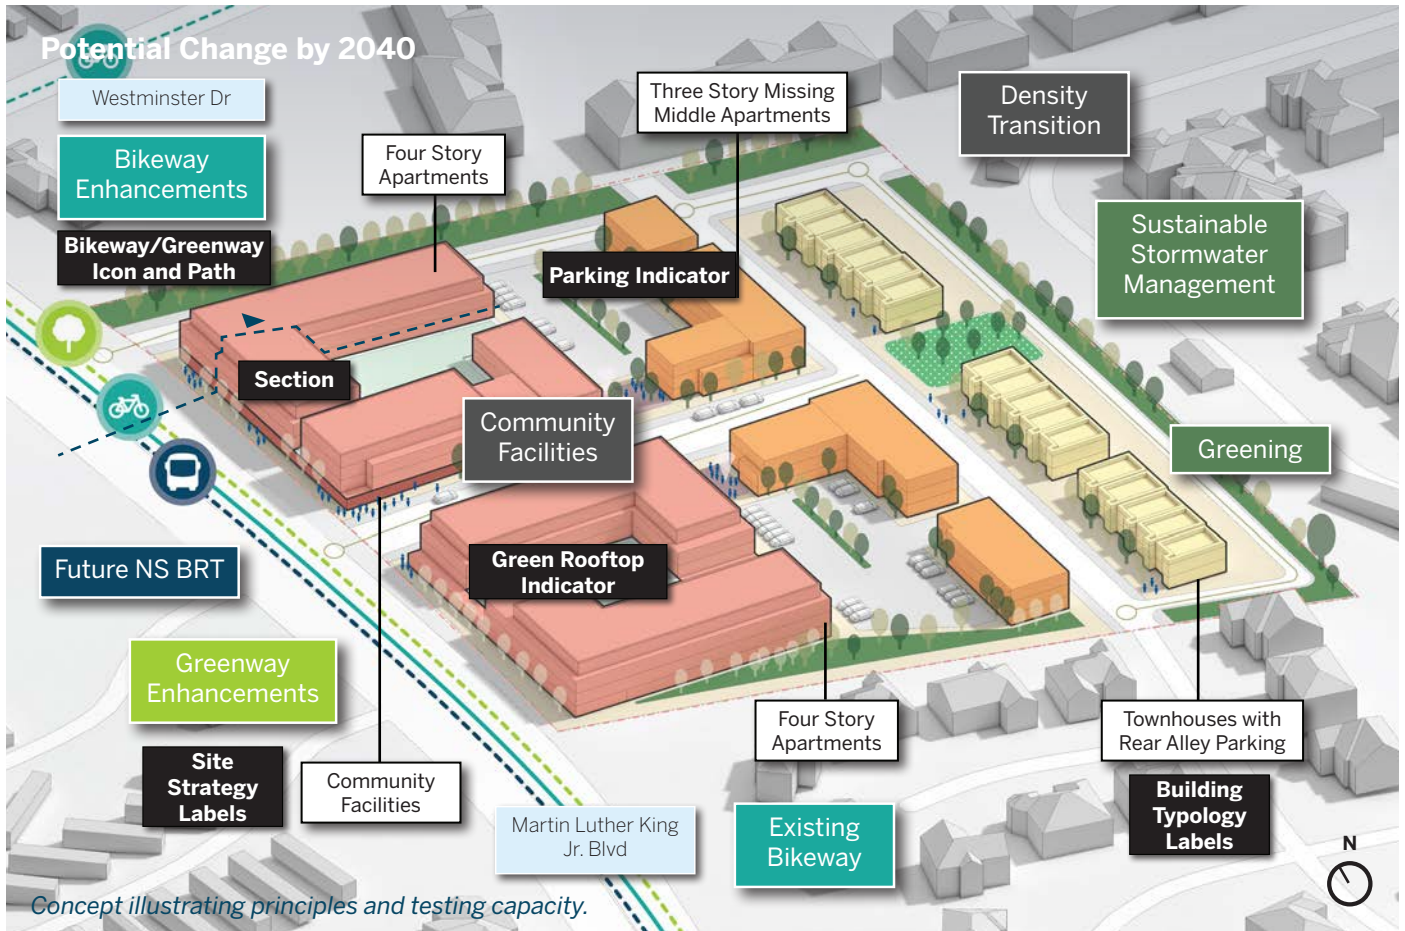 Potential Change by 2040
Westminster Dr
Bikeway
Enhancements
Bikeway/Greenway
Icon and Path
Four Story
Apartments
Three Story Missing
Middle Apartments
Density
Transition
Sustainable
Stormwater
Management
Parking Indicator
Section
Community
Facilities
Greening
Green Rooftop
Indicator
Future NS BRT
Greenway
Enhancements
Site
Strategy
Labels
Community
Facilities
Four Story
Apartments
Townhouses with
Rear Alley Parking
Martin Luther King
Jr. Blvd
Existing
Bikeway
Building
Typology
Labels
N
Concept illustrating principles and testing capacity.